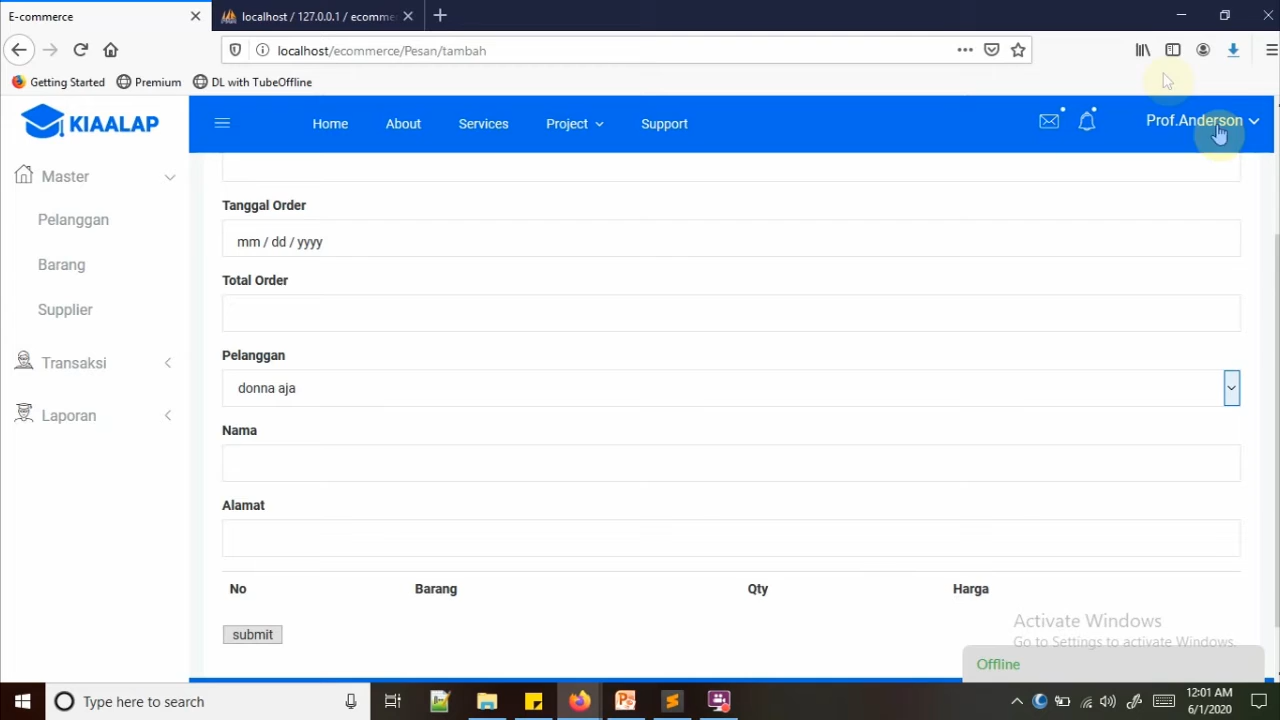 E-commerce
localhost / 127.0.0.1 / ecomme
localhost/ecommerce/Pesan/tambah
Getting Started
Premium
DL with TubeOffline
KIAALAP
Home
About
Services
Project
Support
Prof.Anderson
Master
Pelanggan
Barang
Supplier
Transaksi
Laporan
Tanggal Order
mm / dd / yyyy
Total Order
Pelanggan
donna aja
Nama
Alamat
No Barang Qty Harga
submit
Activate Windows
Go to Settings to activate Windows.
Offline
Type here to search
12:01 AM
6/1/2020